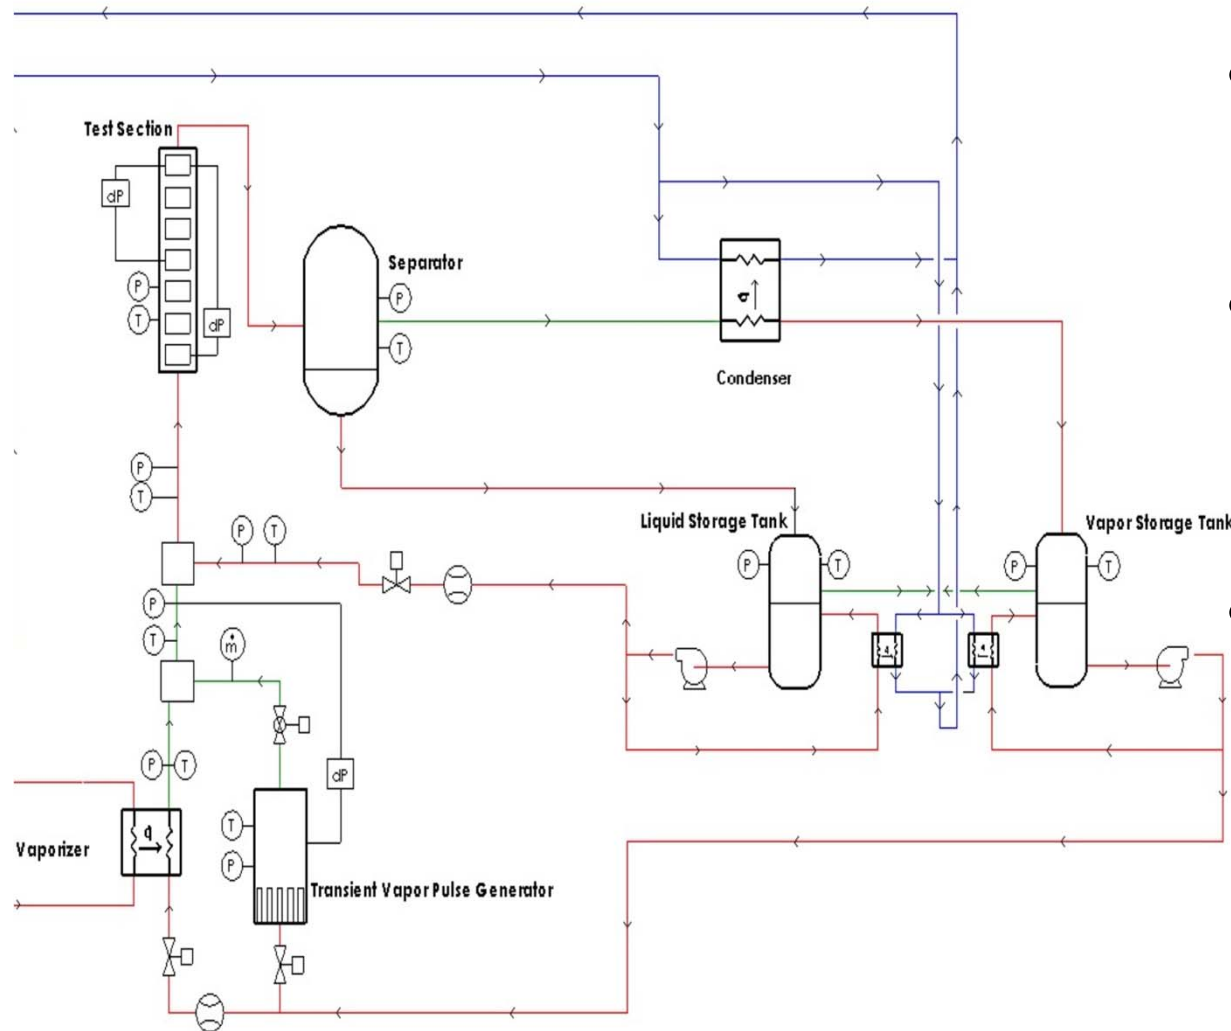 Test Section
dP
Separator
P
P
T
dP
T
q
Condenser
P
T
P
T
Liquid Storage Tank
Vapor Storage Tank
P
T
P
T
P
T
q
q
ṁ
P
T
dP
q
Vaporizer
T
P
Transient Vapor Pulse Generator